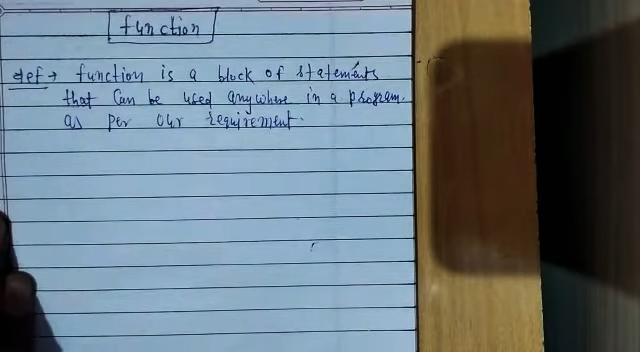 function
def → function is a block of statements
that can be used anywhere in a program.
as per our requirement.